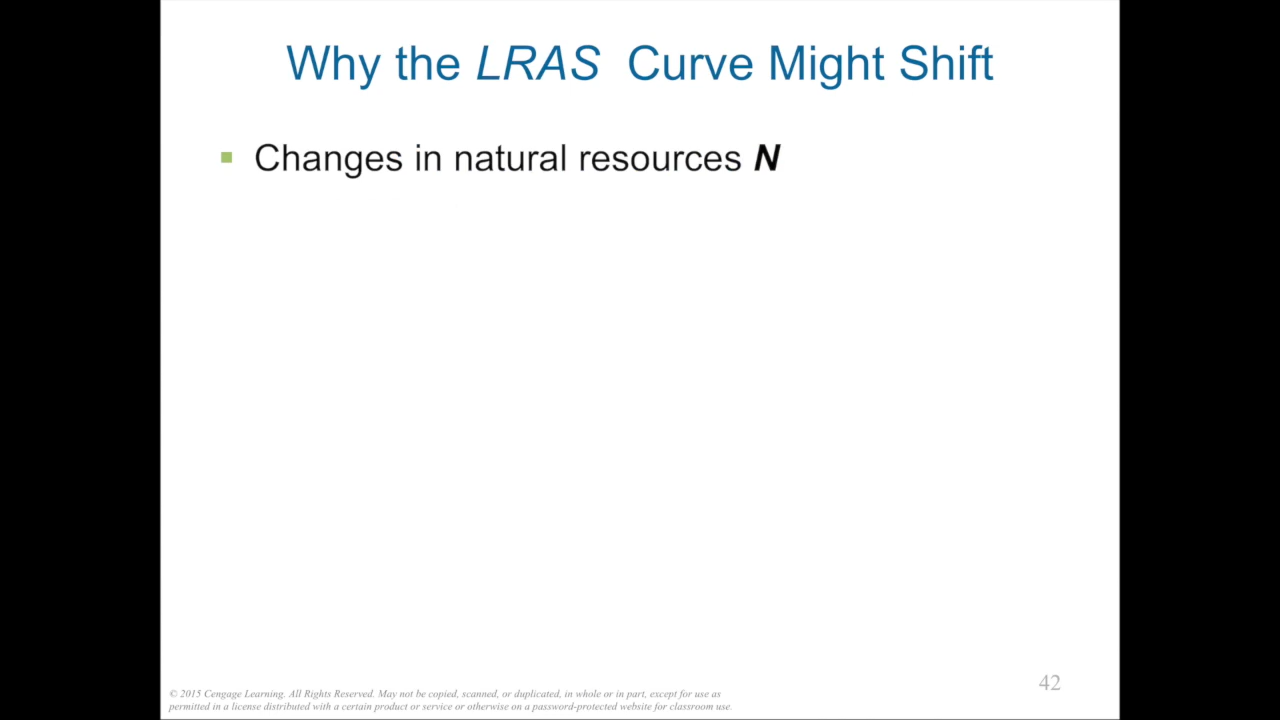 Why the LRAS Curve Might Shift
Changes in natural resources N
42
© 2015 Cengage Learning. All Rights Reserved. May not be copied, scanned, or duplicated, in whole or in part, except for use as
permitted in a license distributed with a certain product or service or otherwise on a password-protected website for classroom use.